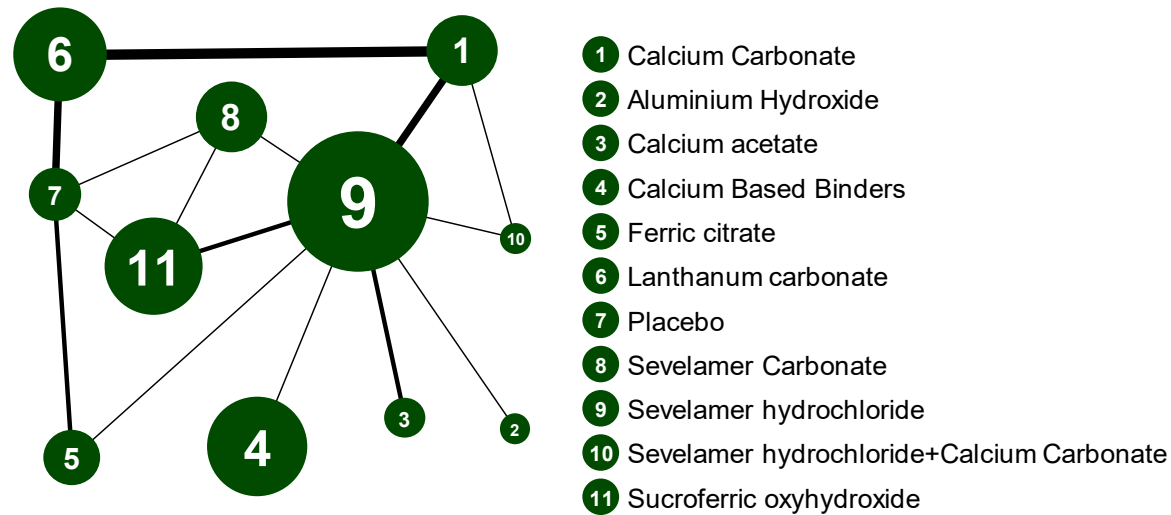 6
1
8
7
9
10
11
3
2
4
5
1 Calcium Carbonate
2 Aluminium Hydroxide
3 Calcium acetate
4 Calcium Based Binders
5 Ferric citrate
6 Lanthanum carbonate
7 Placebo
8 Sevelamer Carbonate
9 Sevelamer hydrochloride
10 Sevelamer hydrochloride+Calcium Carbonate
11 Sucroferric oxyhydroxide